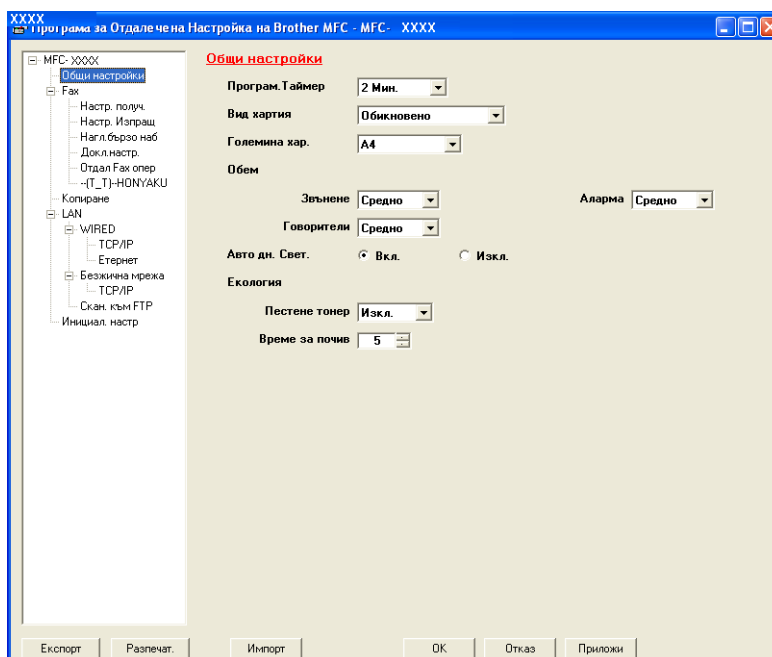 XXXX
Програма за Отдалечена Настройка на Brother MFC - MFC- XXXX
MFC- XXXX
Общи настройки
Fax
Настр. получ.
Настр. Изпращ
Нагл.бързо наб
Докл.настр.
Отдал Fax опер
--(T_T)--HONYAKU
Копиране
LAN
WIRED
TCP/IP
Етернет
Безжична мрежа
TCP/IP
Скан. към FTP
Инициал. настр
Общи настройки
Програм.Таймер 2 Мин.
Вид хартия Обикновено
Големина хар. A4
Обем
Звънене Средно Аларма Средно
Говорители Средно
Авто дн. Свет. Вкл. Изкл.
Екология
Пестене тонер Изкл.
Време за почив 5
Експорт Разпечат. Импорт OK Отказ Приложи